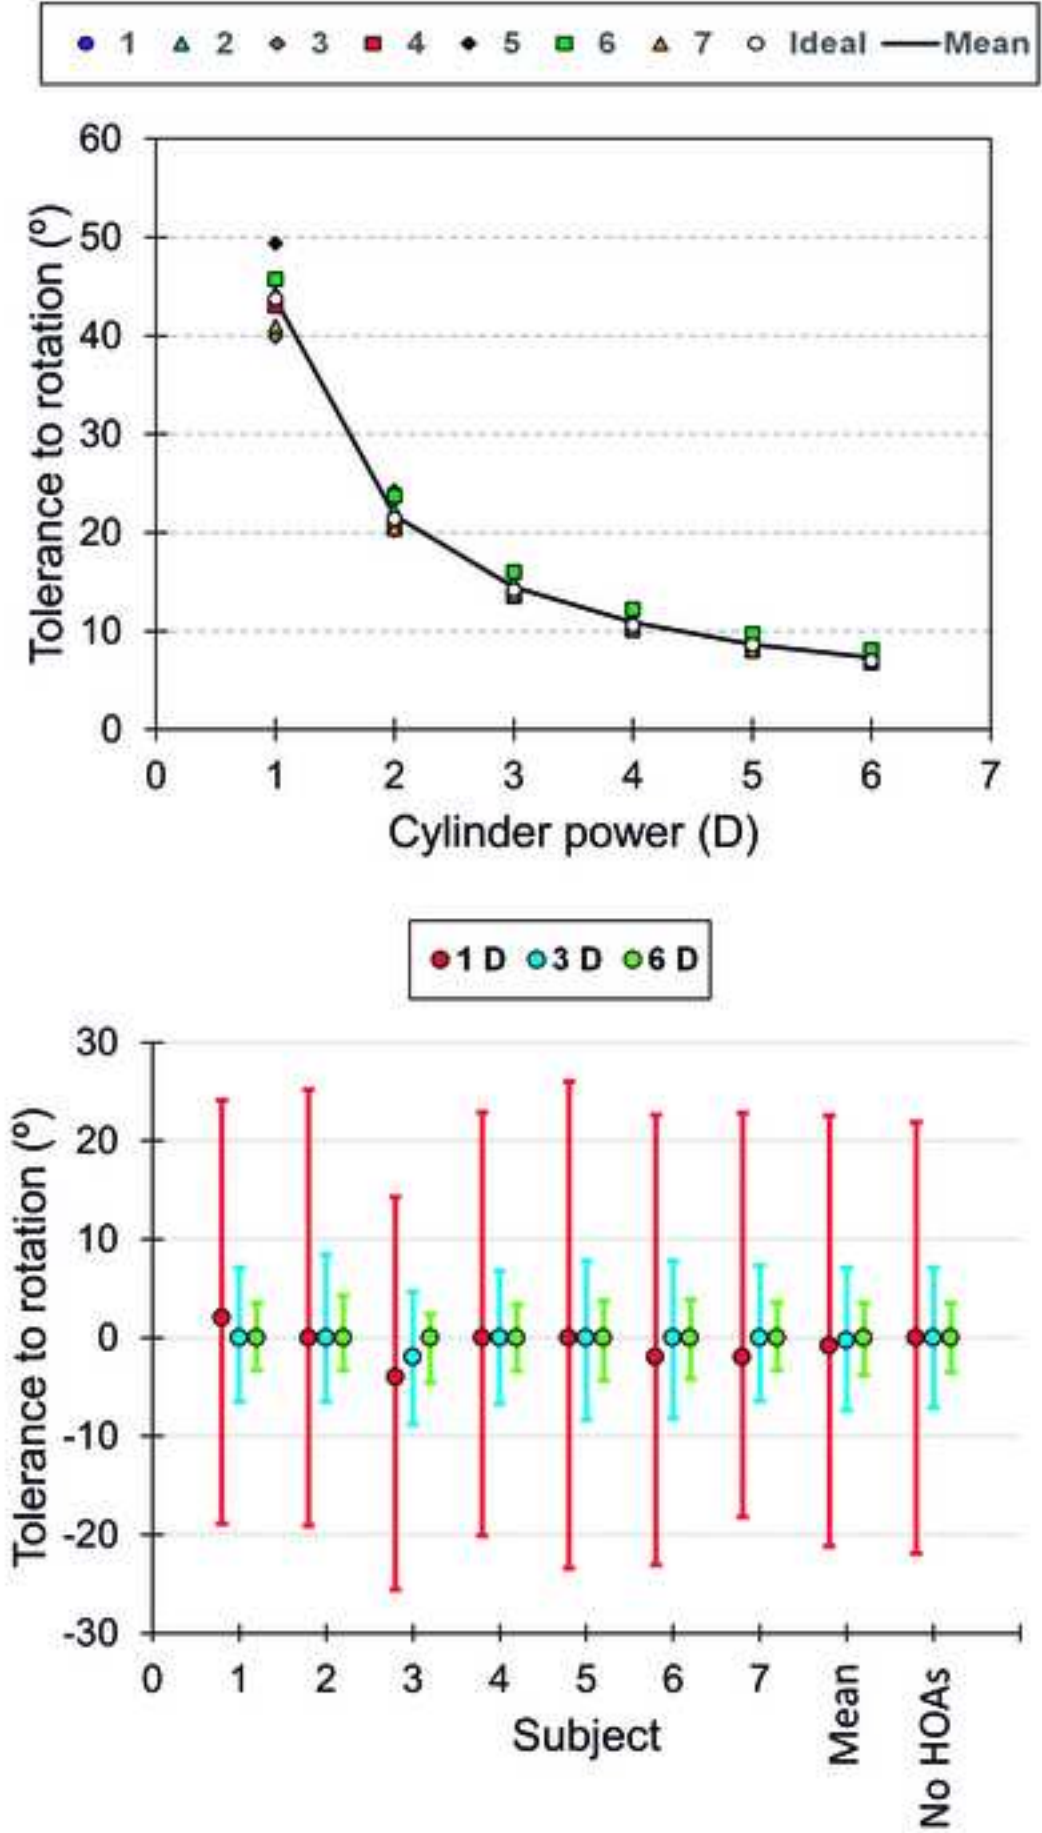 1 2 3 4 5 6 7 Ideal Mean
60
50
40
30
20
10
0
Tolerance to rotation (º)
0 1 2 3 4 5 6 7
Cylinder power (D)
1 D 3 D 6 D
30
20
10
0
-10
-20
-30
Tolerance to rotation (º)
0 1 2 3 4 5 6 7 Mean No HOAs
Subject